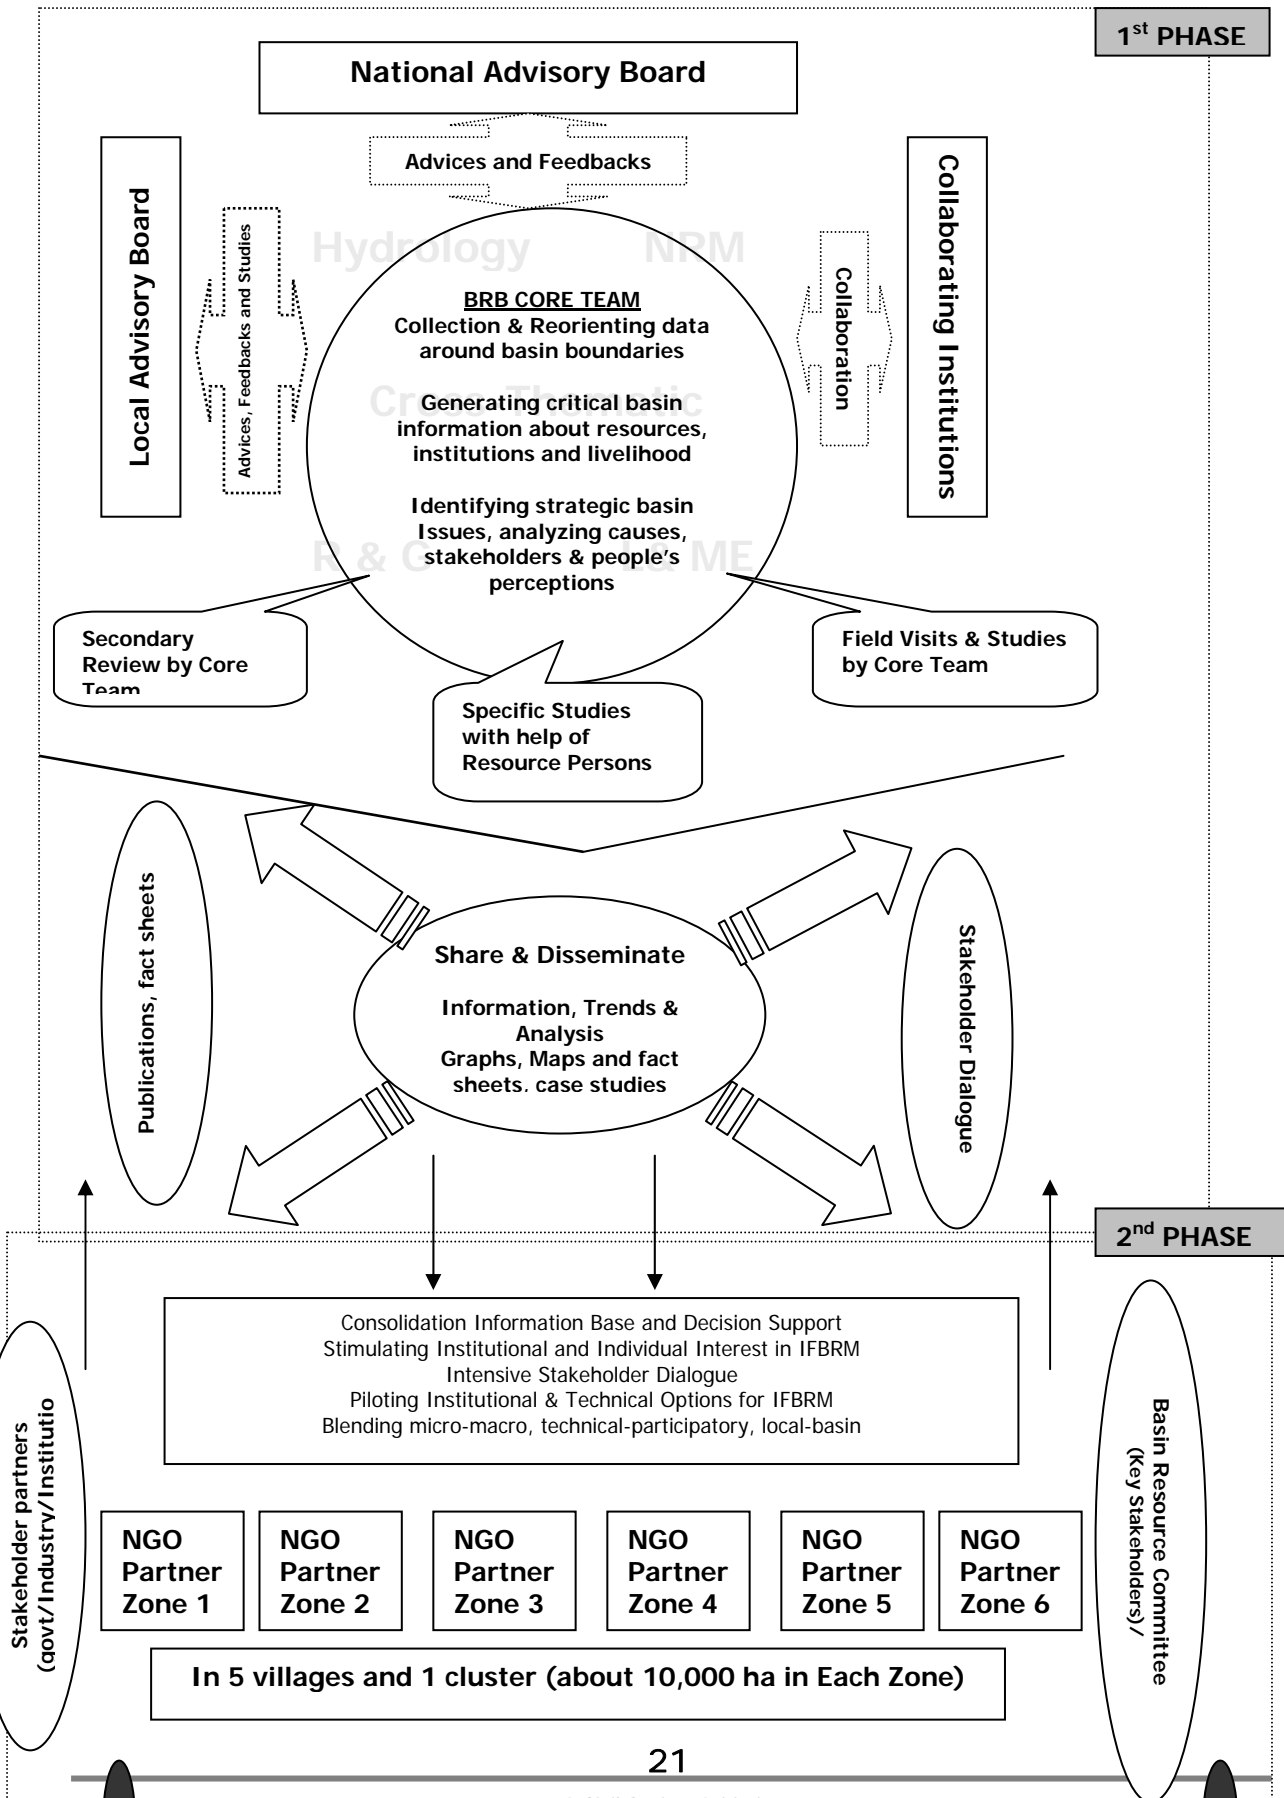 1st PHASE
National Advisory Board
Advices and Feedbacks
Local Advisory Board
Advices, Feedbacks and Studies
Collaboration
Collaborating Institutions
Hydrology NRM
BRB CORE TEAM
Collection & Reorienting data
around basin boundaries
Cross Thematic
Generating critical basin
information about resources,
institutions and livelihood
Identifying strategic basin
Issues, analyzing causes,
R & G L& ME
stakeholders & people's
perceptions
Secondary
Review by Core
Team
Field Visits & Studies
by Core Team
Specific Studies
with help of
Resource Persons
Publications, fact sheets
Share & Disseminate
Information, Trends &
Analysis
Graphs, Maps and fact
sheets, case studies
Stakeholder Dialogue
2nd PHASE
Consolidation Information Base and Decision Support
Stimulating Institutional and Individual Interest in IFBRM
Intensive Stakeholder Dialogue
Piloting Institutional & Technical Options for IFBRM
Blending micro-macro, technical-participatory, local-basin
Stakeholder partners
(govt/Industry/Institutio
Basin Resource Committee
(Key Stakeholders)/
NGO
Partner
Zone 1
NGO
Partner
Zone 2
NGO
Partner
Zone 3
NGO
Partner
Zone 4
NGO
Partner
Zone 5
NGO
Partner
Zone 6
In 5 villages and 1 cluster (about 10,000 ha in Each Zone)
21